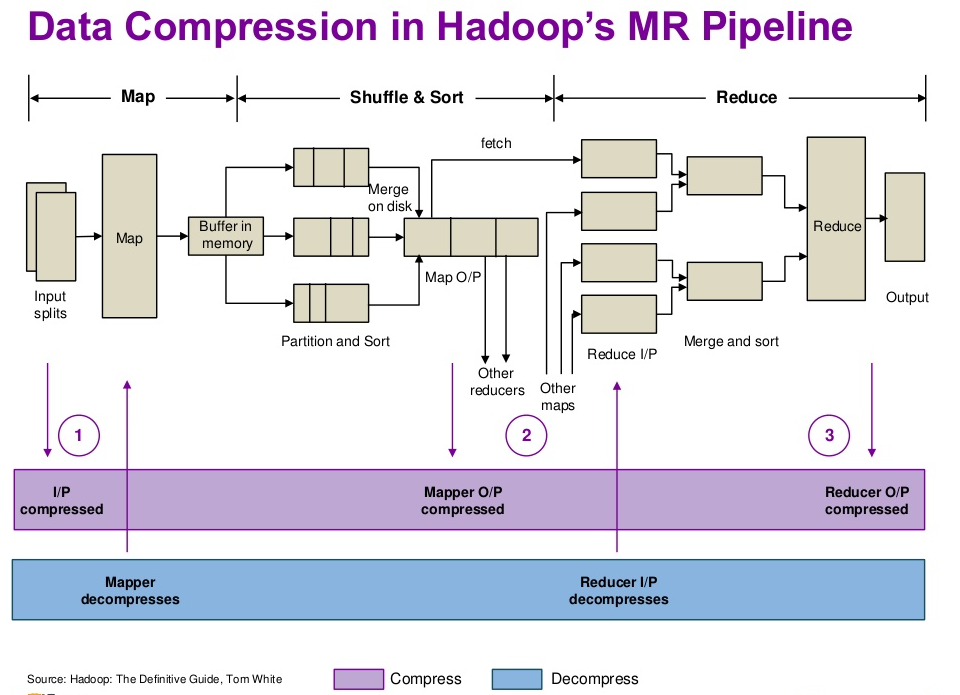 Data Compression in Hadoop's MR Pipeline
Map
Shuffle & Sort
Reduce
fetch
Merge
on disk
Input
splits
Map
Buffer in
memory
Map O/P
Partition and Sort
Other
reducers
Other
maps
Reduce I/P
Merge and sort
Reduce
Output
1
2
3
I/P
compressed
Mapper O/P
compressed
Reducer O/P
compressed
Mapper
decompresses
Reducer I/P
decompresses
Source: Hadoop: The Definitive Guide, Tom White
Compress
Decompress